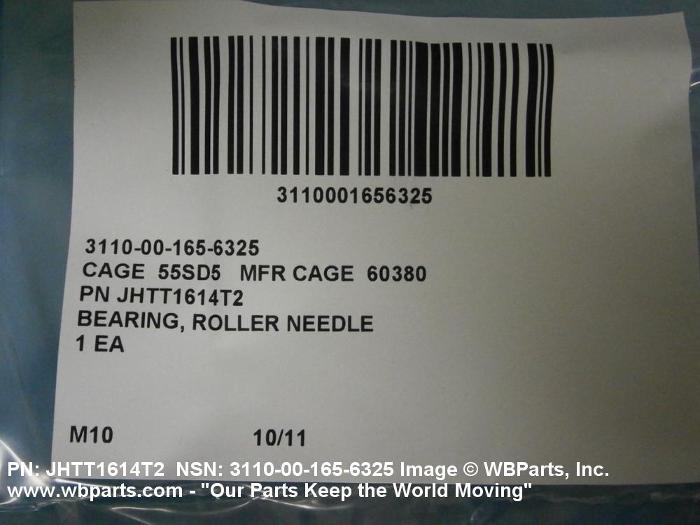 3110001656325
3110-00-165-6325
CAGE 55SD5 MFR CAGE 60380
PN JHTT1614T2
BEARING, ROLLER NEEDLE
1 EA
M10 10/11
PN: JHTT1614T2 NSN: 3110-00-165-6325 Image © WBParts, Inc.
www.wbparts.com - "Our Parts Keep the World Moving"